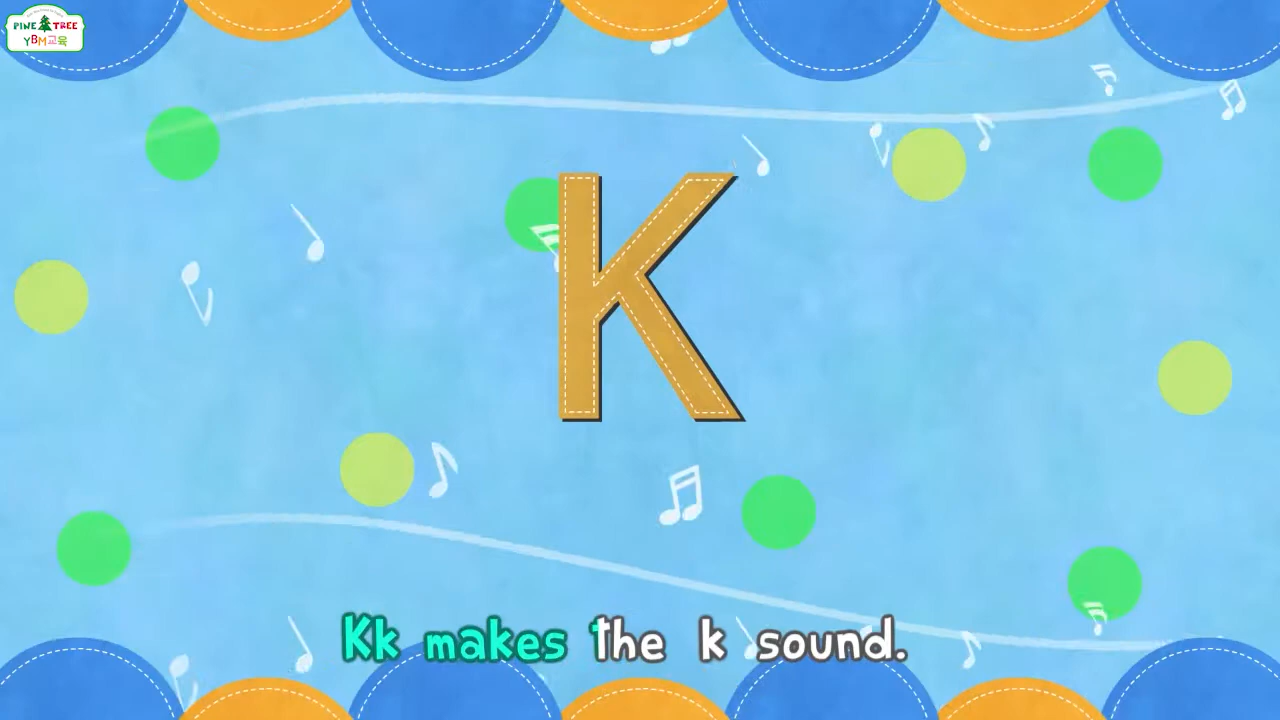 PINE TREE
YBM교육
K
Kk makes the k sound.